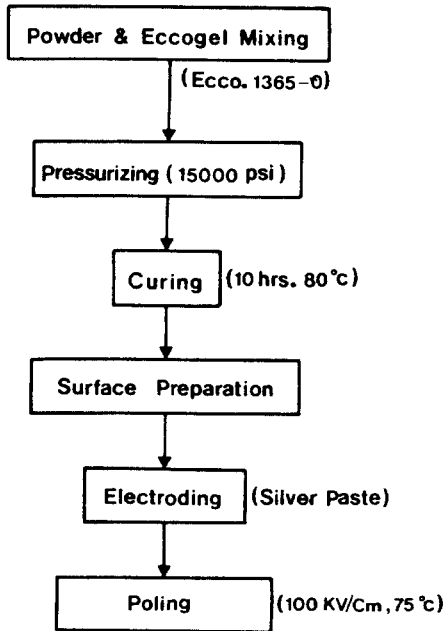 Powder & Eccogel Mixing
(Ecco. 1365-0)
Pressurizing (15000 psi)
Curing (10 hrs. 80°c)
Surface Preparation
Electroding (Silver Paste)
Poling (100 KV/Cm, 75°c)